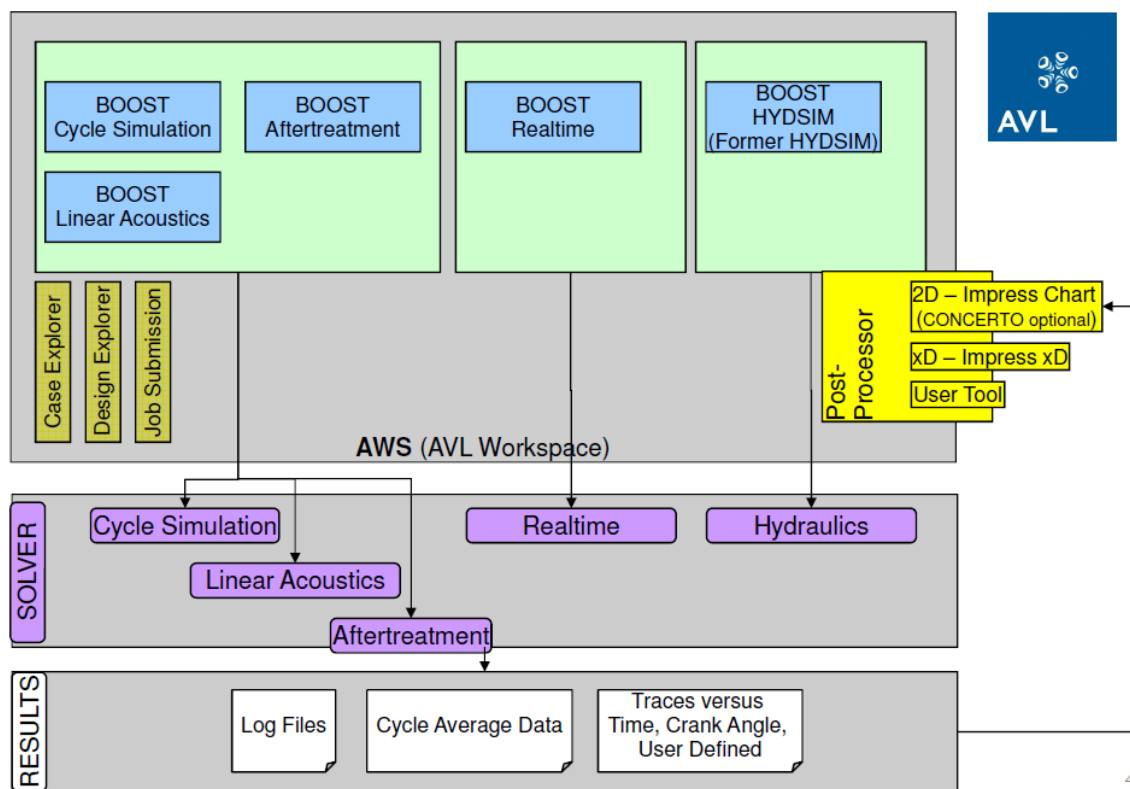 BOOST
Cycle Simulation
BOOST
Aftertreatment
BOOST
Linear Acoustics
BOOST
Realtime
BOOST
HYDSIM
(Former HYDSIM)
AVL
Case Explorer
Design Explorer
Job Submission
Post-
Processor
2D – Impress Chart
(CONCERTO optional)
xD – Impress xD
User Tool
AWS (AVL Workspace)
SOLVER
Cycle Simulation
Linear Acoustics
Aftertreatment
Realtime
Hydraulics
RESULTS
Log Files
Cycle Average Data
Traces versus
Time, Crank Angle,
User Defined
4